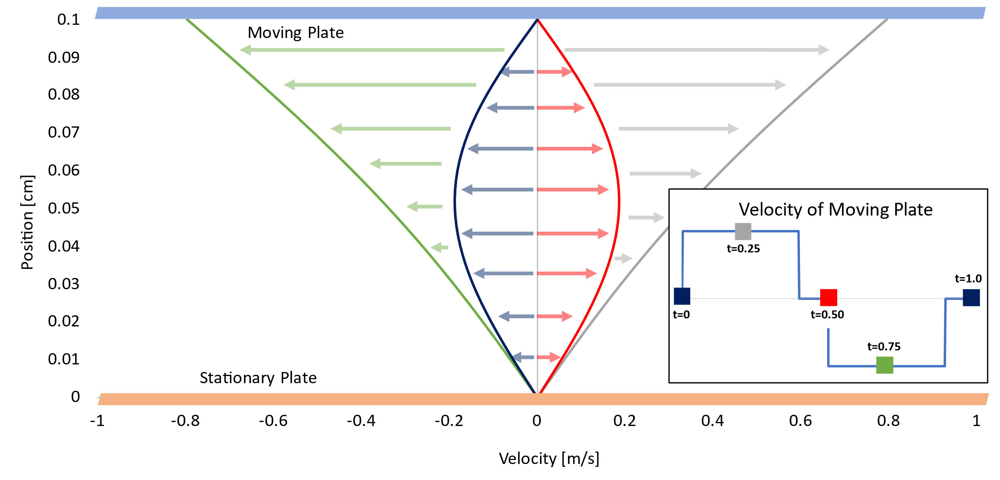 0.1
Moving Plate
0.09
0.08
0.07
0.06
0.05
0.04
0.03
0.02
0.01
0
Position [cm]
Velocity of Moving Plate
t=0.25
t=1.0
t=0
t=0.50
t=0.75
Stationary Plate
-1 -0.8 -0.6 -0.4 -0.2 0 0.2 0.4 0.6 0.8 1
Velocity [m/s]